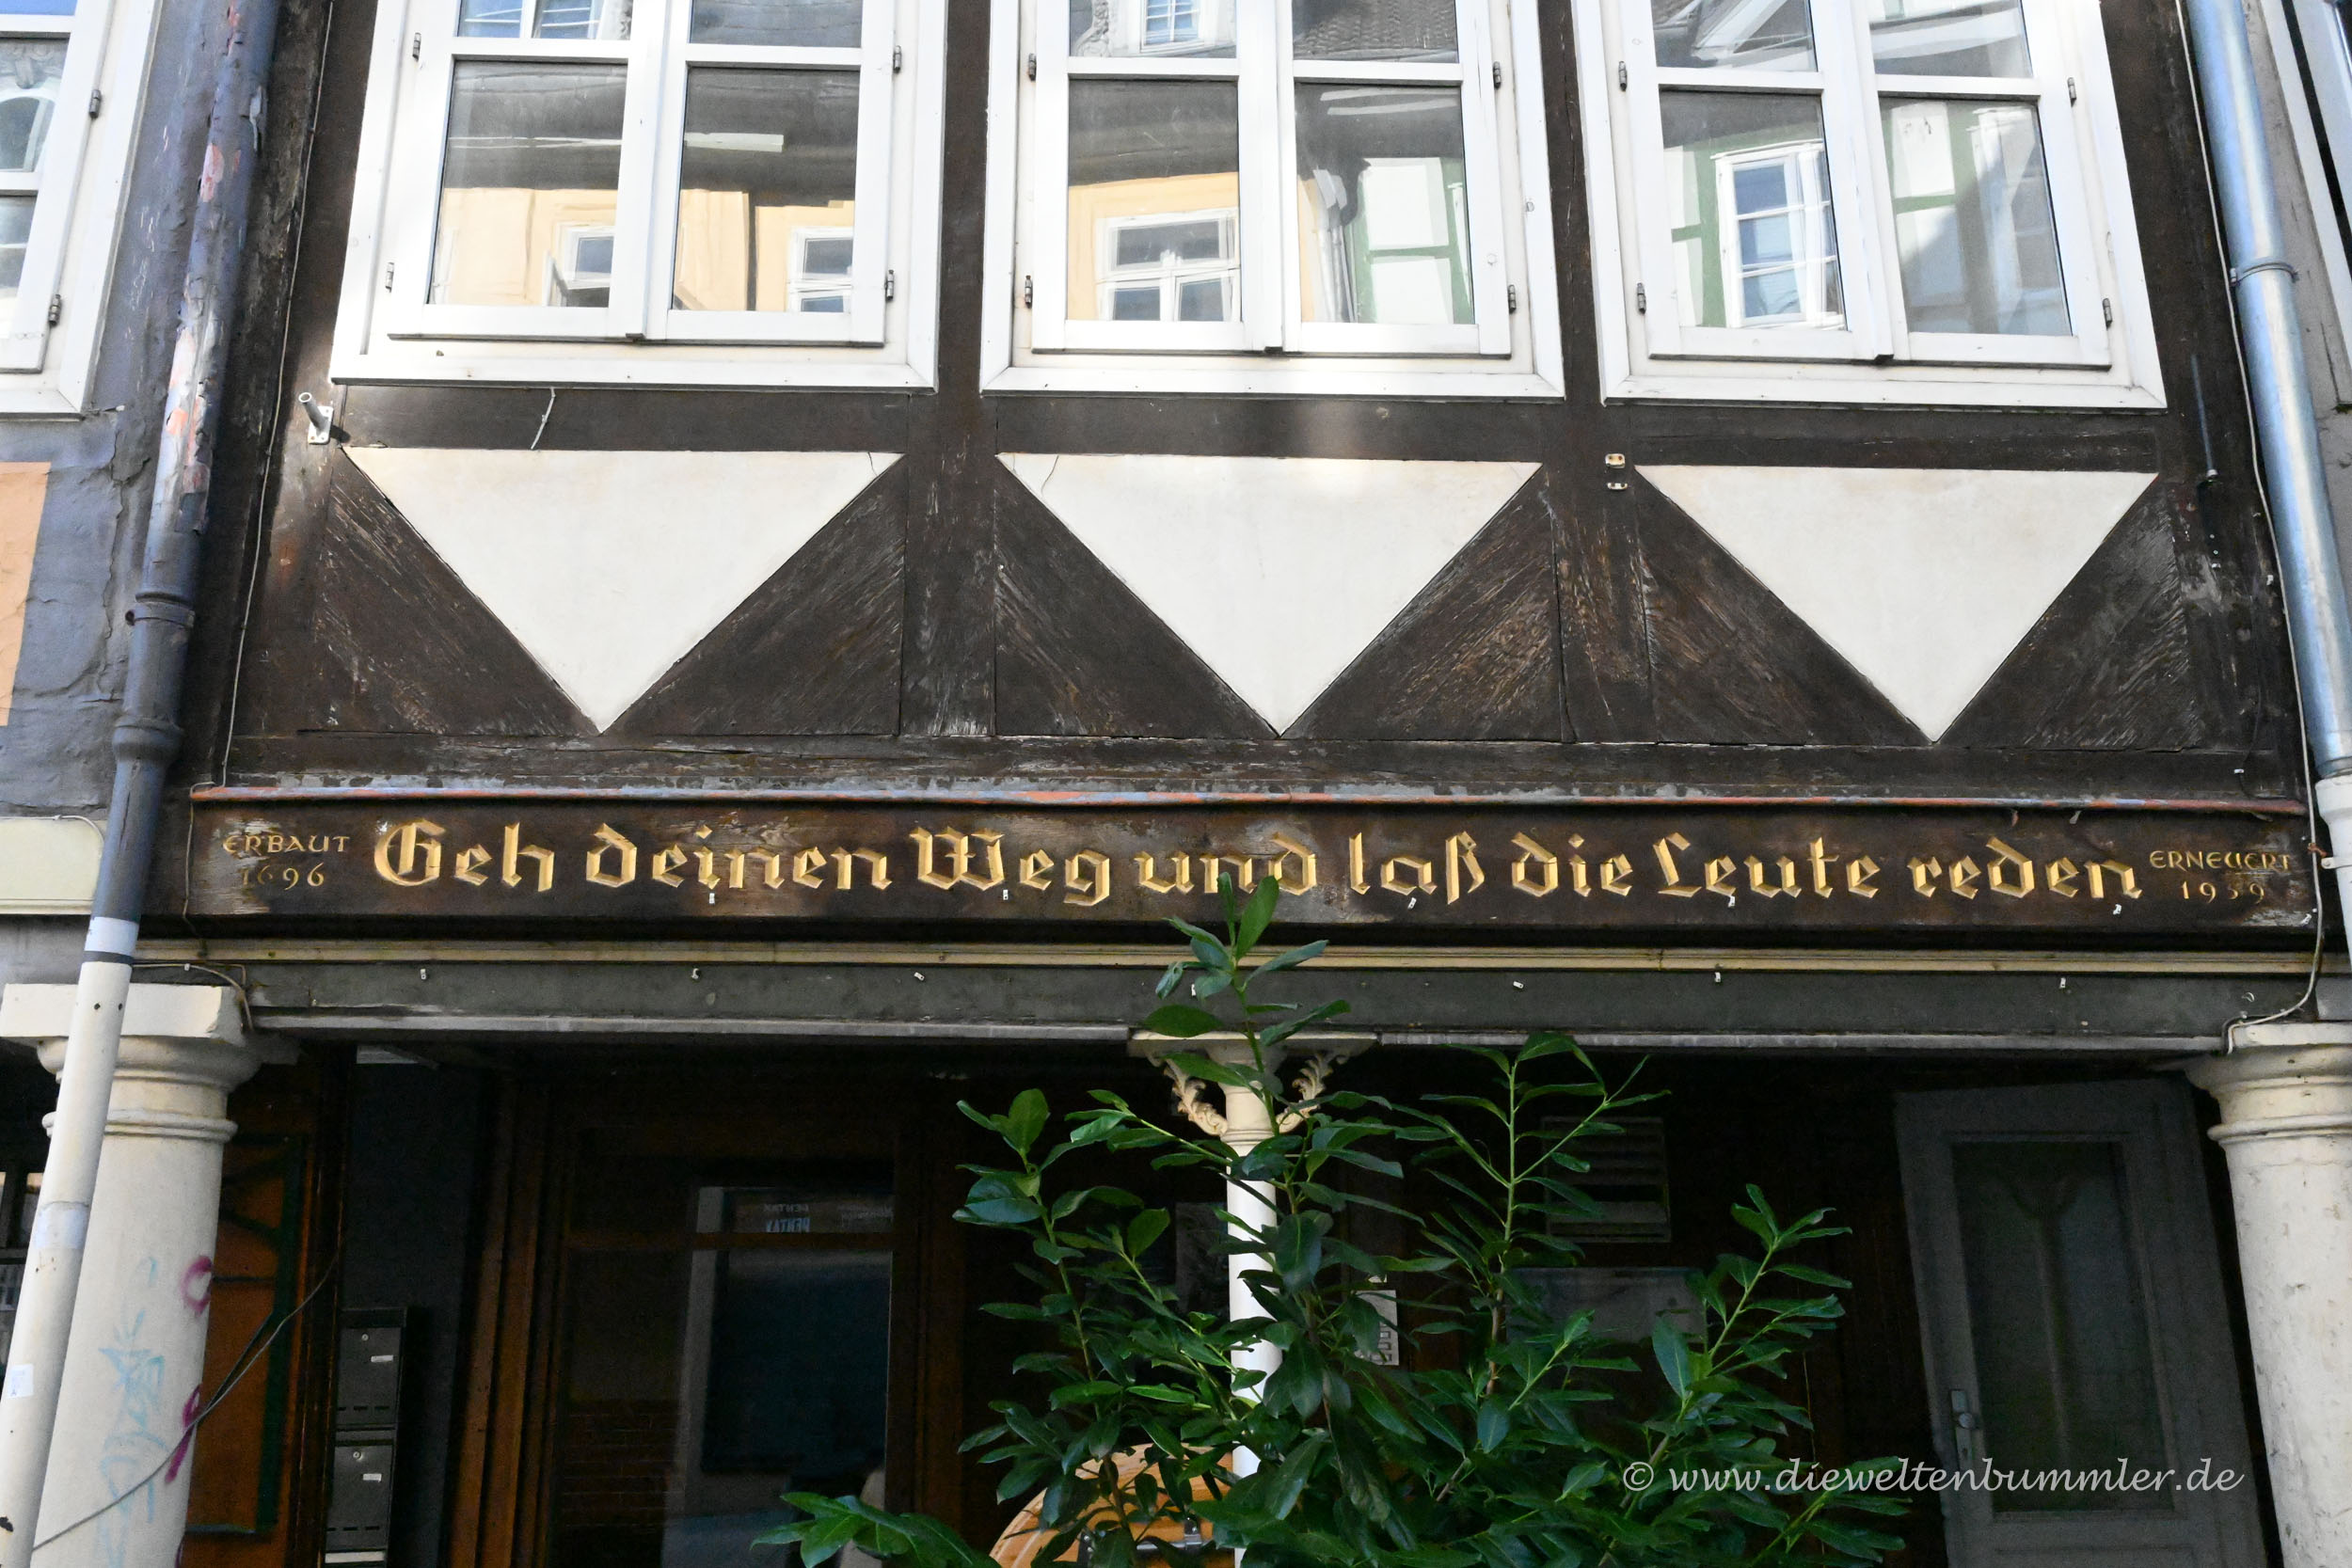 ERBAUT
1696
Geh deinen Weg und laß die Leute reden
ERNEUERT
1959
© www.dieweltenbummler.de